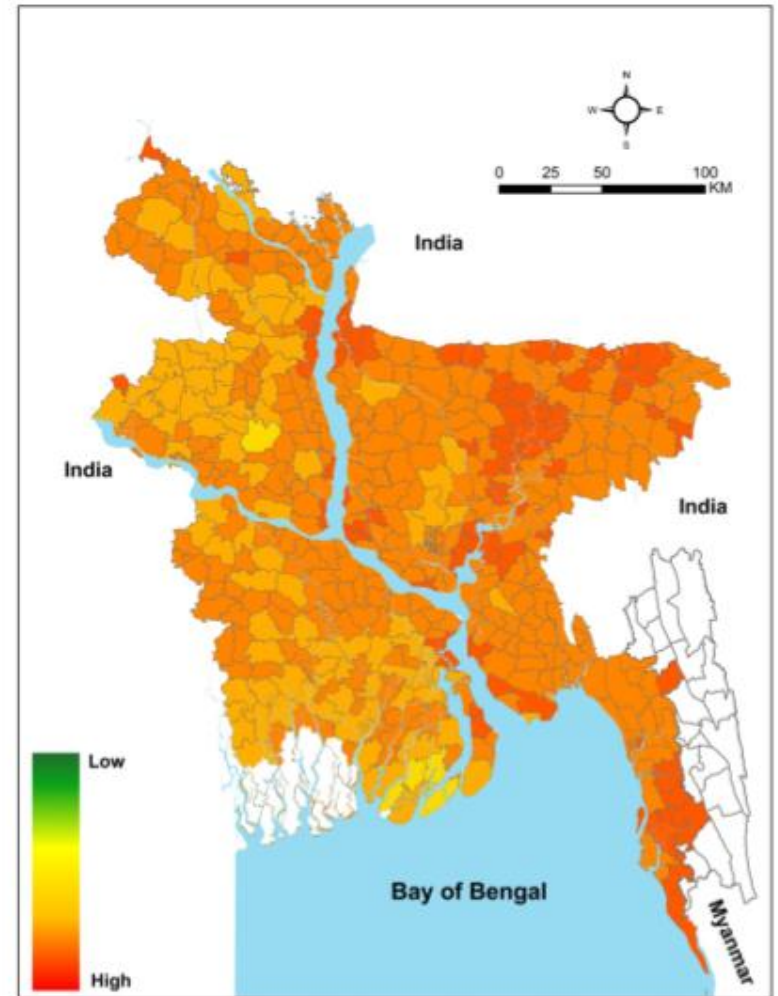 N
W E
S
0 25 50 100
KM
India
India
India
Low
High
Bay of Bengal
Myanmar